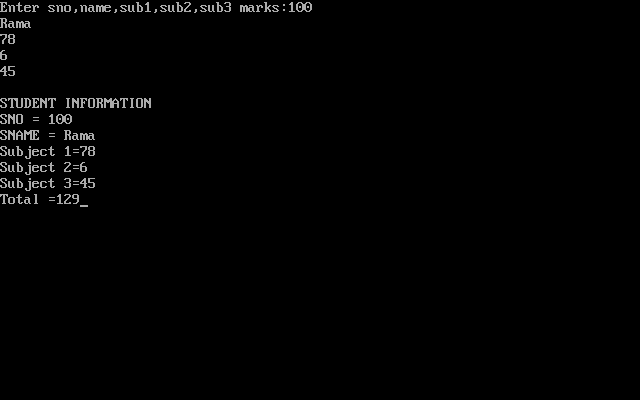 Enter sno,name,sub1,sub2,sub3 marks:100
Rama
78
6
45
STUDENT INFORMATION
SNO = 100
SNAME = Rama
Subject 1=78
Subject 2=6
Subject 3=45
Total =129_